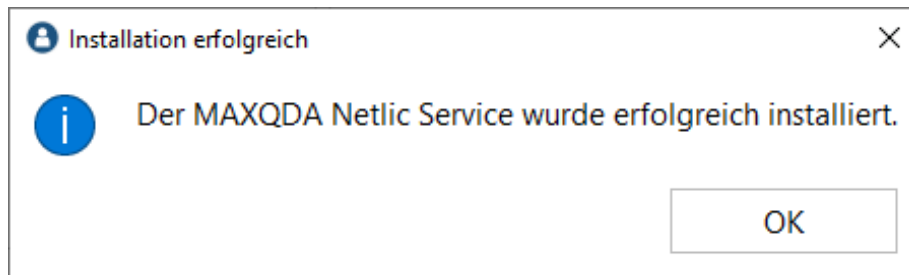 Installation erfolgreich
Der MAXQDA Netlic Service wurde erfolgreich installiert.
OK